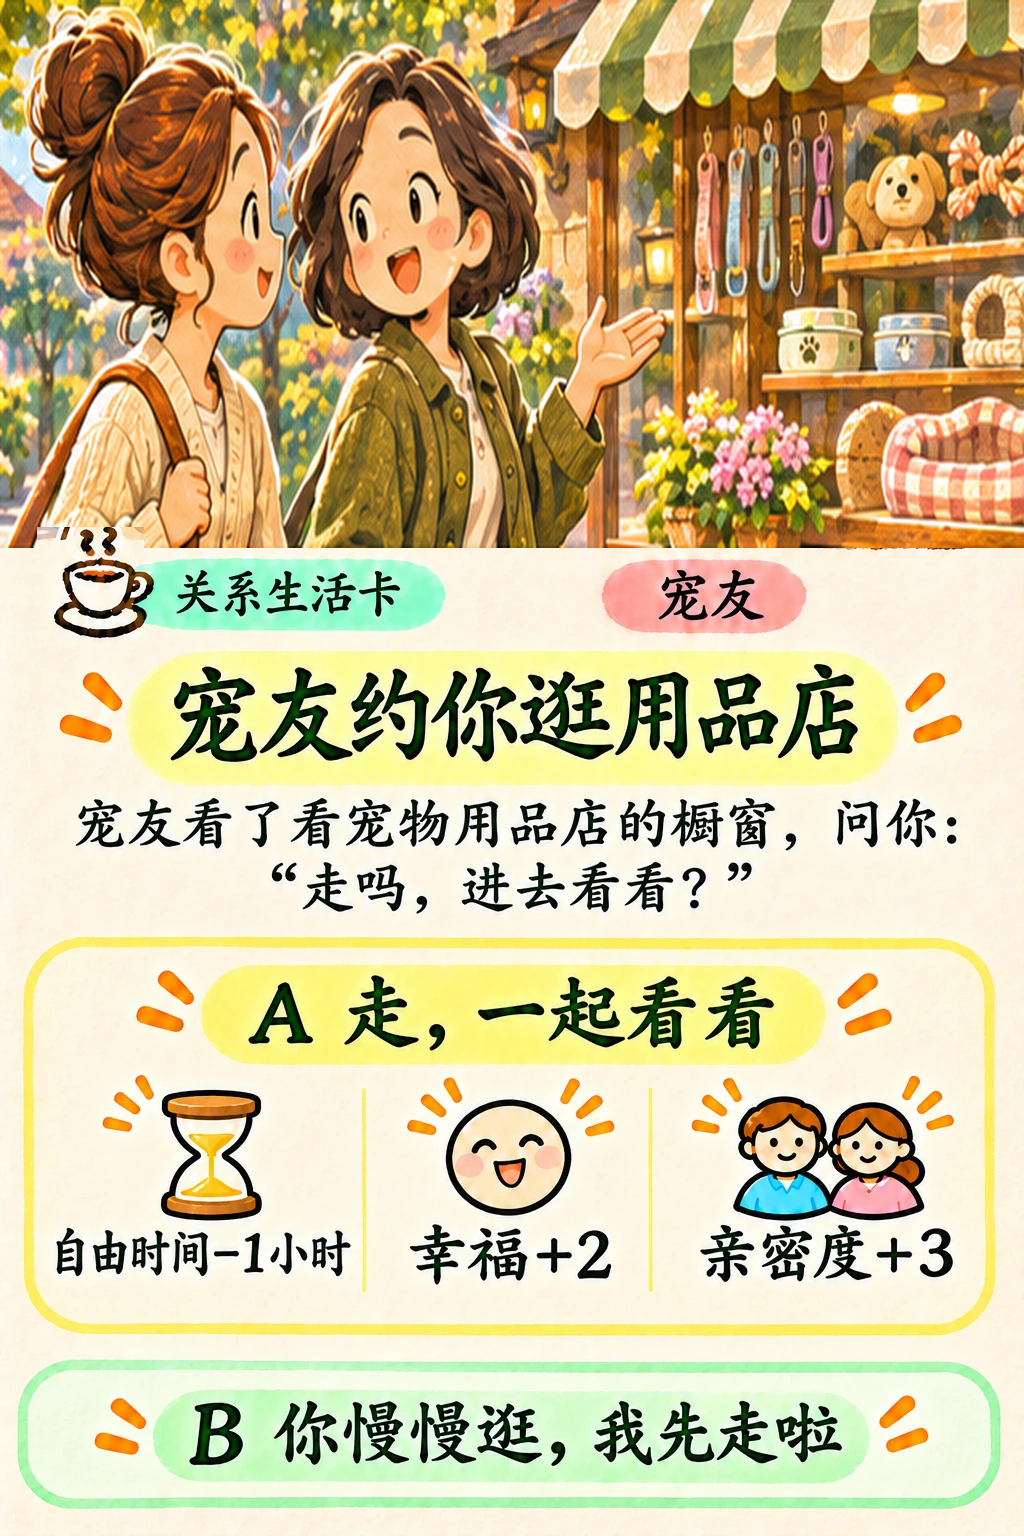 关系生活卡
宠友
宠友约你逛用品店
宠友看了看宠物用品店的橱窗，问你：
“走吗，进去看看？”
A 走，一起看看
自由时间-1小时
幸福+2
亲密度+3
B 你慢慢逛，我先走啦